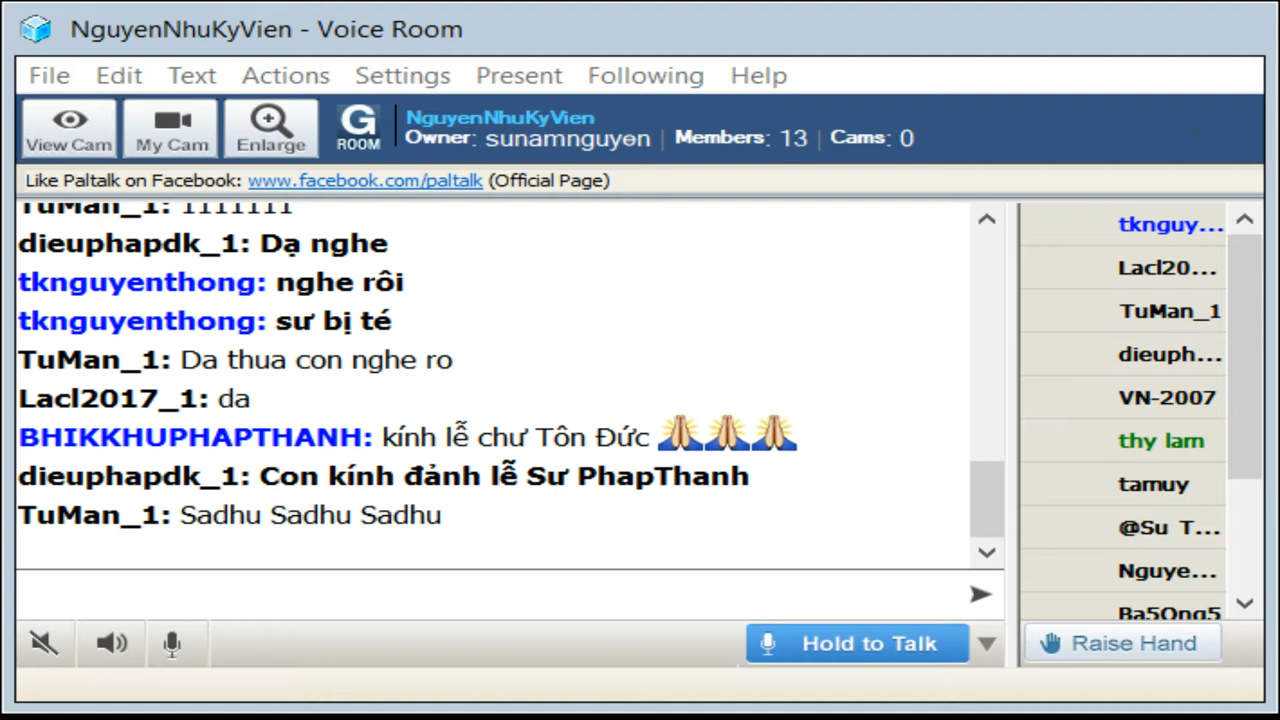 NguyenNhuKyVien - Voice Room
File Edit Text Actions Settings Present Following Help
View Cam My Cam Enlarge G ROOM
NguyenNhuKyVien
Owner: sunamnguyen | Members: 13 | Cams: 0
Like Paltalk on Facebook: www.facebook.com/paltalk (Official Page)
TuMan_1: 1111111
dieuphapdk_1: Dạ nghe
tknguyenthong: nghe rôi
tknguyenthong: sư bị té
TuMan_1: Da thua con nghe ro
Lacl2017_1: da
BHIKKHUPHAPTHANH: kính lễ chư Tôn Đức 🙏🙏🙏
dieuphapdk_1: Con kính đảnh lễ Sư PhapThanh
TuMan_1: Sadhu Sadhu Sadhu
tknguy...
Lacl20...
TuMan_1
dieuph...
VN-2007
thy lam
tamuy
@Su T...
Nguye...
Ba5Ong5
Hold to Talk
Raise Hand